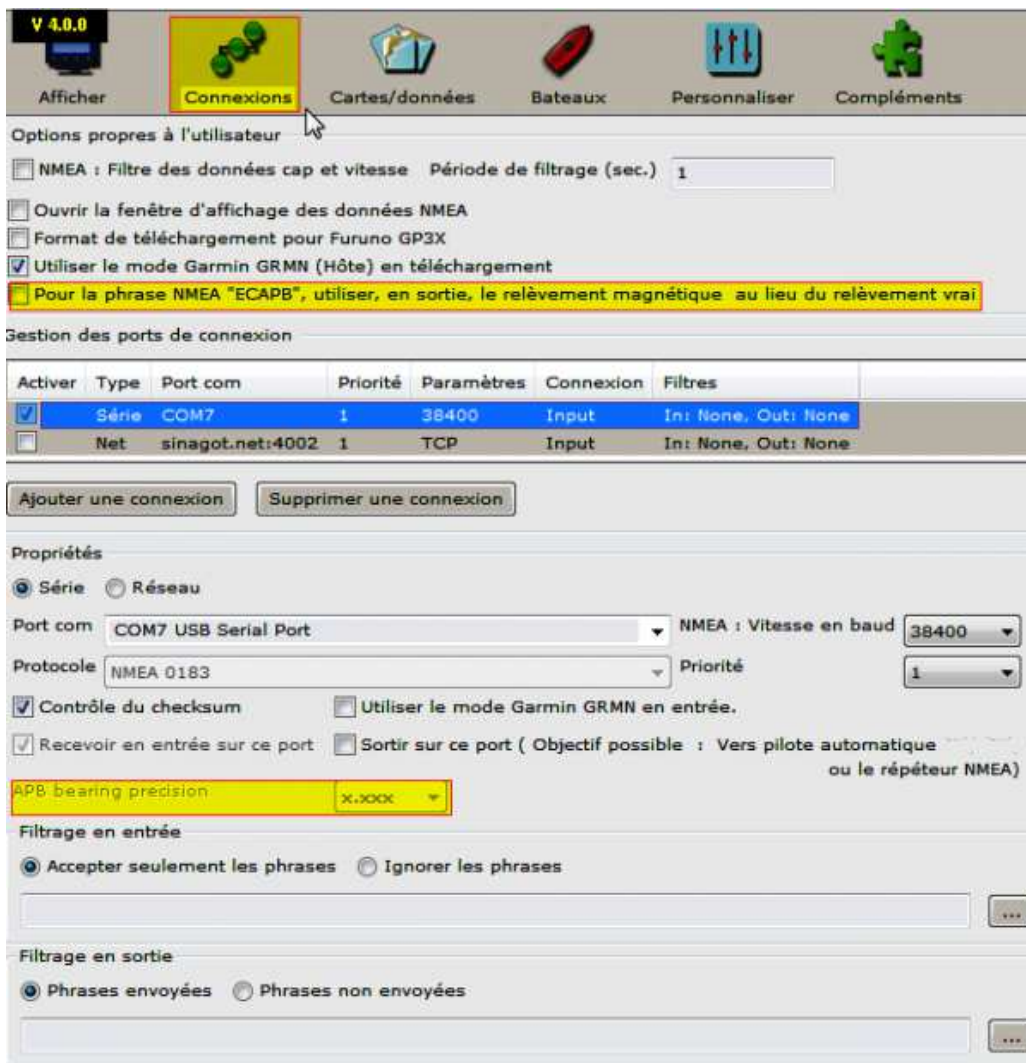 V 4.0.0
Afficher Connexions Cartes/données Bateaux Personnaliser Compléments
Options propres à l'utilisateur
NMEA : Filtre des données cap et vitesse Période de filtrage (sec.) 1
Ouvrir la fenêtre d'affichage des données NMEA
Format de téléchargement pour Furuno GP3X
Utiliser le mode Garmin GRMN (Hôte) en téléchargement
Pour la phrase NMEA "ECAPB", utiliser, en sortie, le relèvement magnétique au lieu du relèvement vrai
Gestion des ports de connexion
Activer Type Port com Priorité Paramètres Connexion Filtres
Série COM7 1 38400 Input In: None, Out: None
Net sinagot.net:4002 1 TCP Input In: None, Out: None
Ajouter une connexion Supprimer une connexion
Propriétés
Série Réseau
Port com COM7 USB Serial Port NMEA : Vitesse en baud 38400
Protocole NMEA 0183 Priorité 1
Contrôle du checksum Utiliser le mode Garmin GRMN en entrée.
Recevoir en entrée sur ce port Sortir sur ce port ( Objectif possible : Vers pilote automatique
ou le répéteur NMEA)
APB bearing precision x.xxx
Filtrage en entrée
Accepter seulement les phrases Ignorer les phrases
...
Filtrage en sortie
Phrases envoyées Phrases non envoyées
...